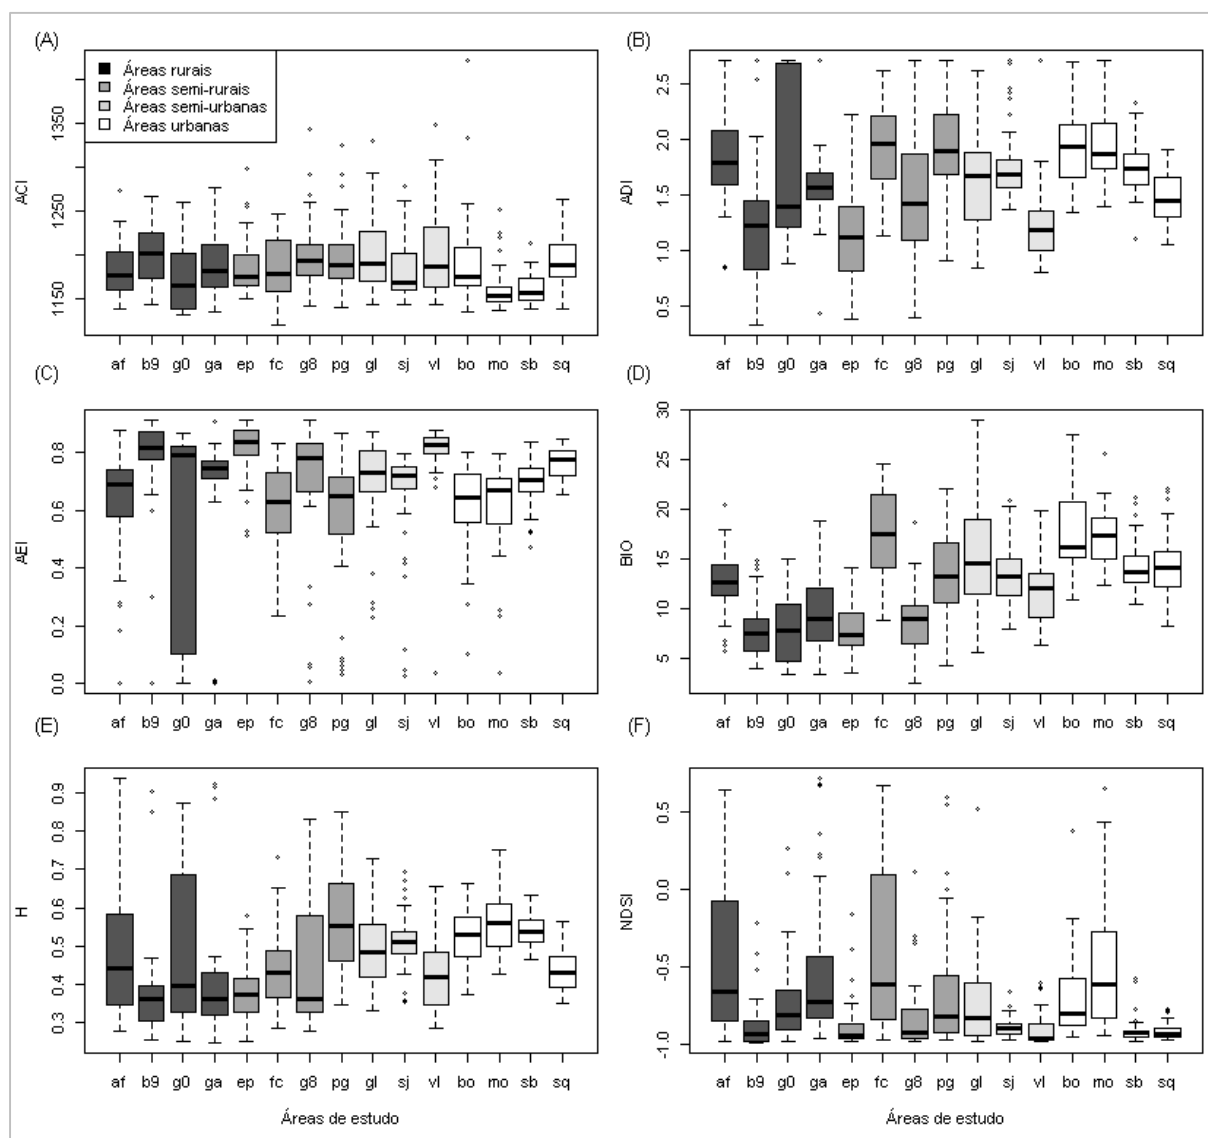 (A)
Áreas rurais
Áreas semi-rurais
Áreas semi-urbanas
Áreas urbanas
ACI
1350
1250
1150
af b9 g0 ga ep fc g8 pg gl sj vl bo mo sb sq
(B)
ADI
2.5
2.0
1.5
1.0
0.5
af b9 g0 ga ep fc g8 pg gl sj vl bo mo sb sq
(C)
AEI
0.8
0.6
0.4
0.2
0.0
af b9 g0 ga ep fc g8 pg gl sj vl bo mo sb sq
(D)
BIO
30
25
20
15
10
5
af b9 g0 ga ep fc g8 pg gl sj vl bo mo sb sq
(E)
H
0.9
0.8
0.7
0.6
0.5
0.4
0.3
af b9 g0 ga ep fc g8 pg gl sj vl bo mo sb sq
Áreas de estudo
(F)
NDSI
0.5
0.0
-0.5
-1.0
af b9 g0 ga ep fc g8 pg gl sj vl bo mo sb sq
Áreas de estudo